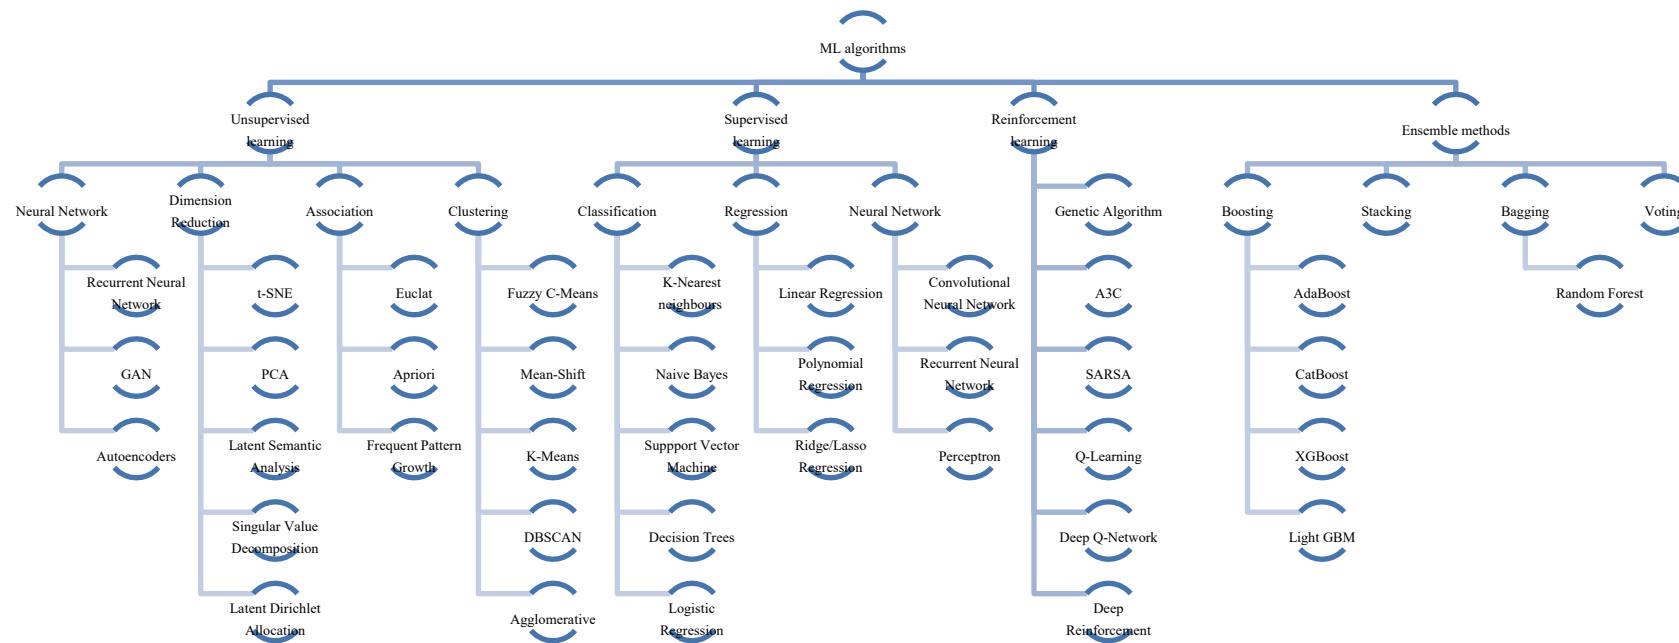 ML algorithms
Unsupervised
learning
Supervised
learning
Reinforcement
learning
Ensemble methods
Neural Network
Dimension
Reduction
Association
Clustering
Classification
Regression
Neural Network
Genetic Algorithm
Boosting
Stacking
Bagging
Voting
Recurrent Neural
Network
t-SNE
Euclat
Fuzzy C-Means
K-Nearest
neighbours
Linear Regression
Convolutional
Neural Network
A3C
AdaBoost
Random Forest
GAN
PCA
Apriori
Mean-Shift
Naive Bayes
Polynomial
Regression
Recurrent Neural
Network
SARSA
CatBoost
Autoencoders
Latent Semantic
Analysis
Frequent Pattern
Growth
K-Means
Suppport Vector
Machine
Ridge/Lasso
Regression
Perceptron
Q-Learning
XGBoost
Singular Value
Decomposition
DBSCAN
Decision Trees
Deep Q-Network
Light GBM
Latent Dirichlet
Allocation
Agglomerative
Logistic
Regression
Deep
Reinforcement